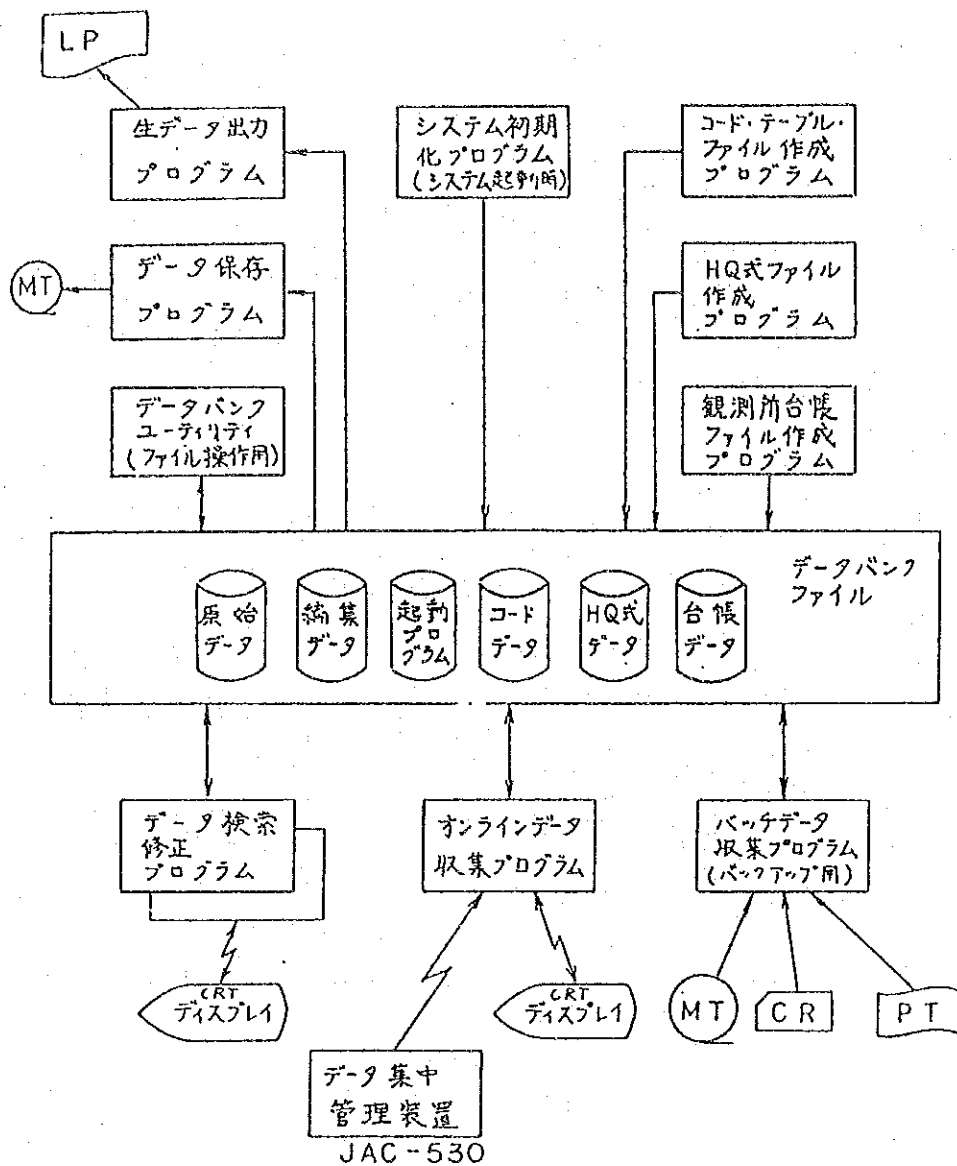 LP
生データ出力
プログラム
システム初期
化プログラム
(システム起動用)
コード・テーブル・
ファイル作成
プログラム
MT
データ保存
プログラム
HQ式ファイル
作成
プログラム
データバンク
ユーティリティ
(ファイル操作用)
観測所台帳
ファイル作成
プログラム
データバンク
ファイル
原始
データ
編集
データ
起動
プロ
グラム
コード
データ
HQ式
データ
台帳
データ
データ検索
修正
プログラム
オンラインデータ
収集プログラム
バッチデータ
収集プログラム
(バックアップ用)
CRT
ディスプレイ
CRT
ディスプレイ
MT
CR
PT
データ集中
管理装置
JAC-530